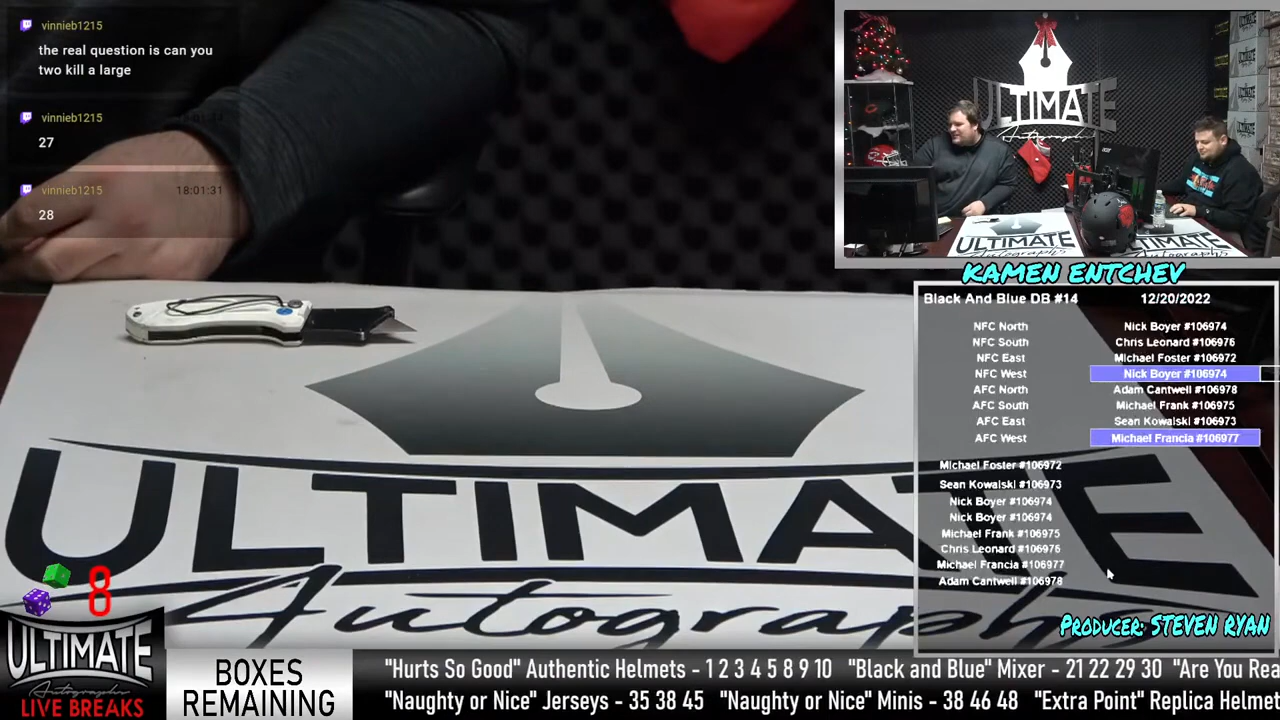 vinnieb1215
the real question is can you
two kill a large
vinnieb1215
27
vinnieb1215 18:01:31
28
ULTIMATE
Autographs
KAMEN ENTCHEV
Black And Blue DB #14 12/20/2022
NFC North Nick Boyer #106974
NFC South Chris Leonard #106976
NFC East Michael Foster #106972
NFC West Nick Boyer #106974
AFC North Adam Cantwell #106978
AFC South Michael Frank #106975
AFC East Sean Kowalski #106973
AFC West Michael Francia #106977
Michael Foster #106972
Sean Kowalski #106973
Nick Boyer #106974
Nick Boyer #106974
Michael Frank #106975
Chris Leonard #106976
Michael Francia #106977
Adam Cantwell #106978
ULTIMATE
Autographs
Producer: STEVEN RYAN
8
ULTIMATE
Autographs
LIVE BREAKS
BOXES
REMAINING
"Hurts So Good" Authentic Helmets - 1 2 3 4 5 8 9 10 "Black and Blue" Mixer - 21 22 29 30 "Are You Rea
"Naughty or Nice" Jerseys - 35 38 45 "Naughty or Nice" Minis - 38 46 48 "Extra Point" Replica Helmet